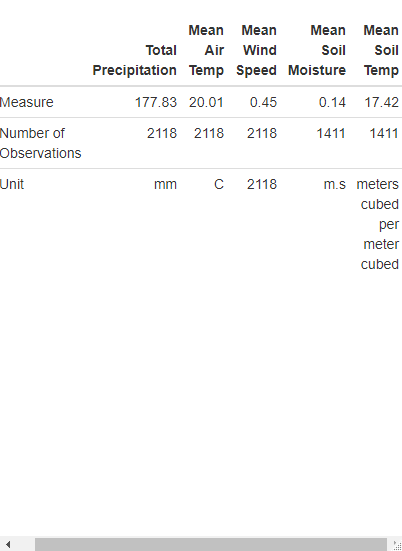 Mean Mean Mean Mean
Total Air Wind Soil Soil
Precipitation Temp Speed Moisture Temp
Measure 177.83 20.01 0.45 0.14 17.42
Number of 2118 2118 2118 1411 1411
Observations
Unit mm C 2118 m.s meters
cubed
per
meter
cubed